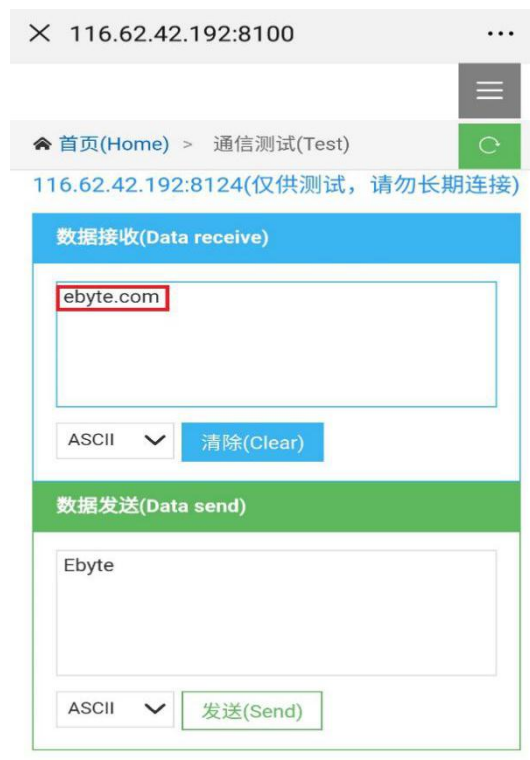 116.62.42.192:8100
首页(Home) > 通信测试(Test)
116.62.42.192:8124(仅供测试，请勿长期连接)
数据接收(Data receive)
ebyte.com
ASCII 清除(Clear)
数据发送(Data send)
Ebyte
ASCII 发送(Send)